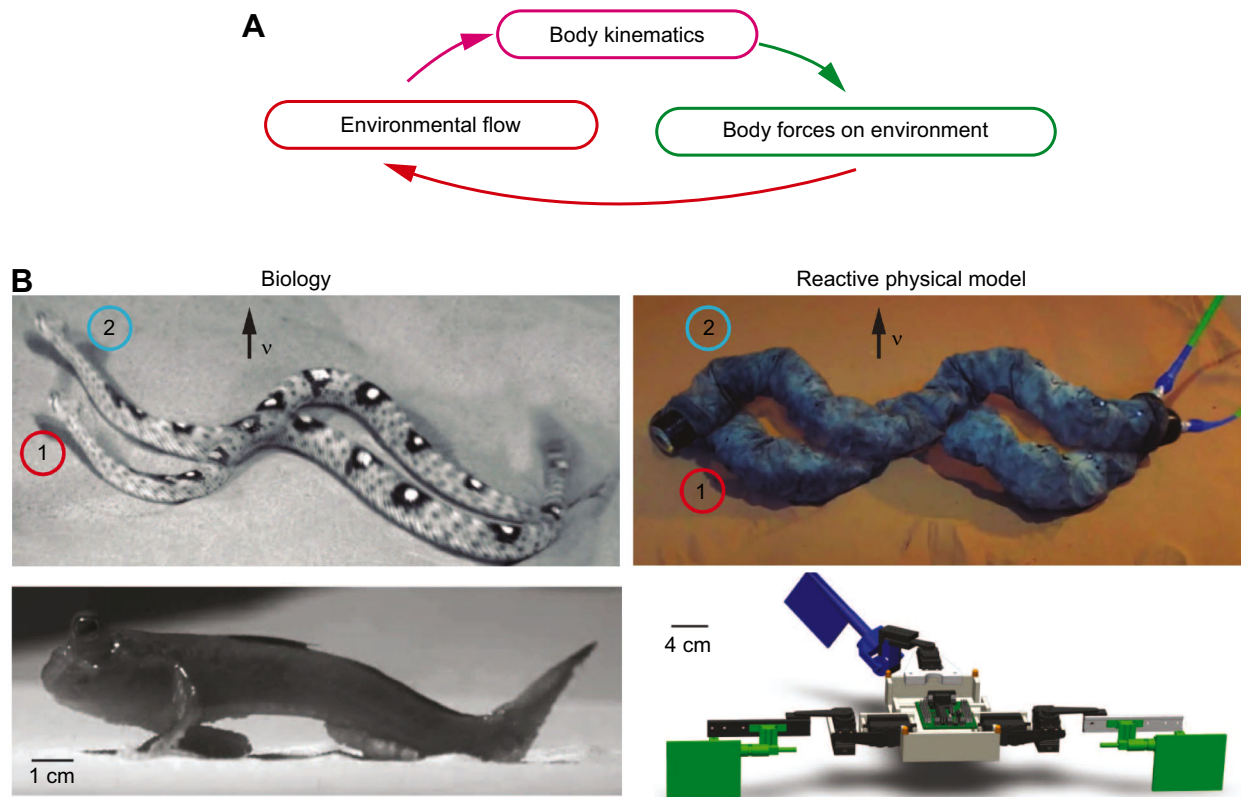 A
Body kinematics
Environmental flow
Body forces on environment
B
Biology
Reactive physical model
2
ν
1
2
ν
1
1 cm
4 cm